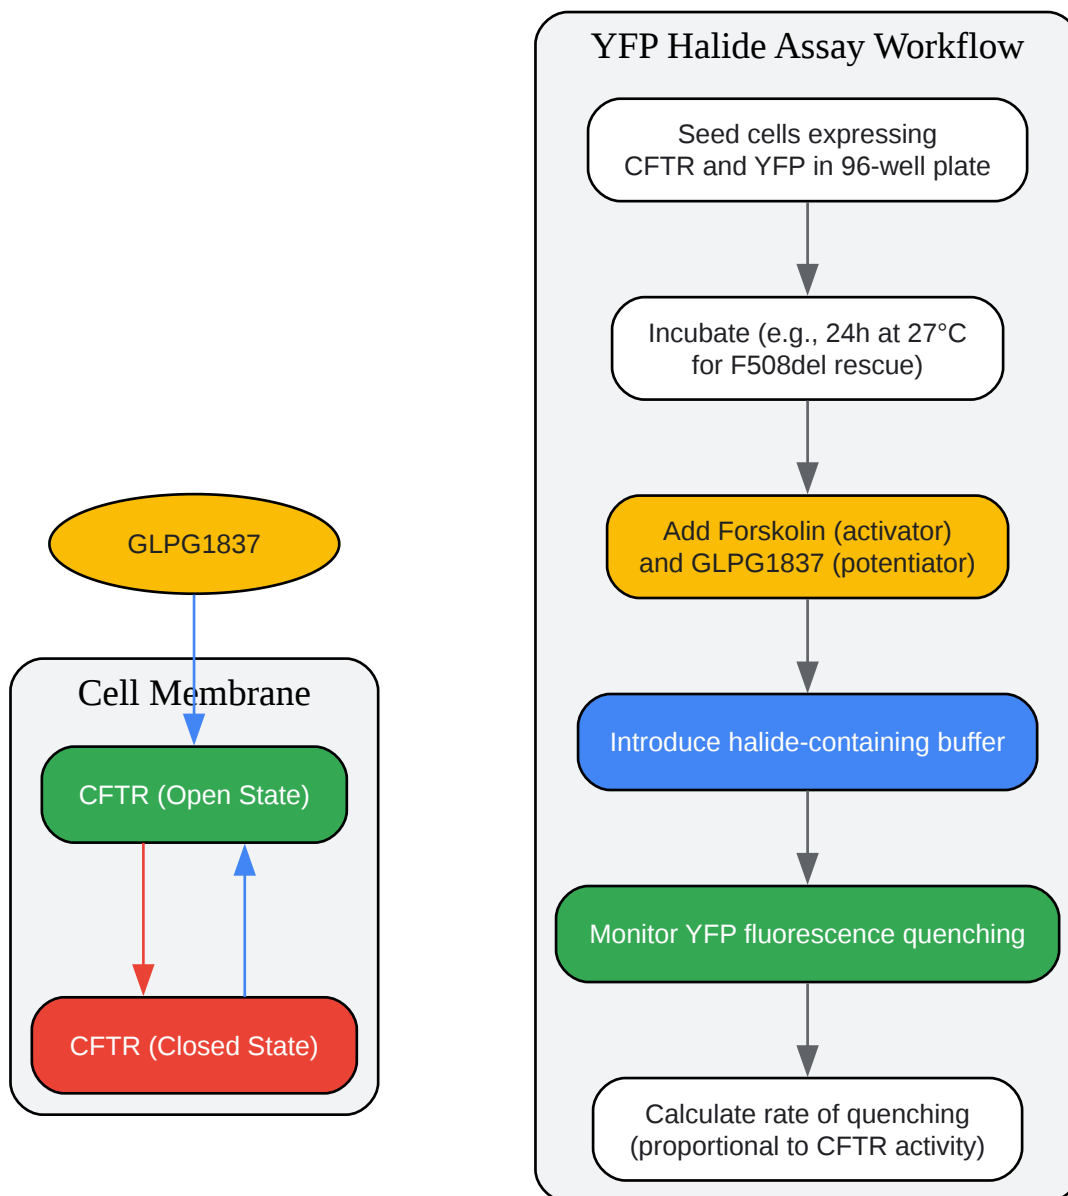 GLPG1837
Cell Membrane
CFTR (Open State)
CFTR (Closed State)
YFP Halide Assay Workflow
Seed cells expressing
CFTR and YFP in 96-well plate
Incubate (e.g., 24h at 27°C
for F508del rescue)
Add Forskolin (activator)
and GLPG1837 (potentiator)
Introduce halide-containing buffer
Monitor YFP fluorescence quenching
Calculate rate of quenching
(proportional to CFTR activity)